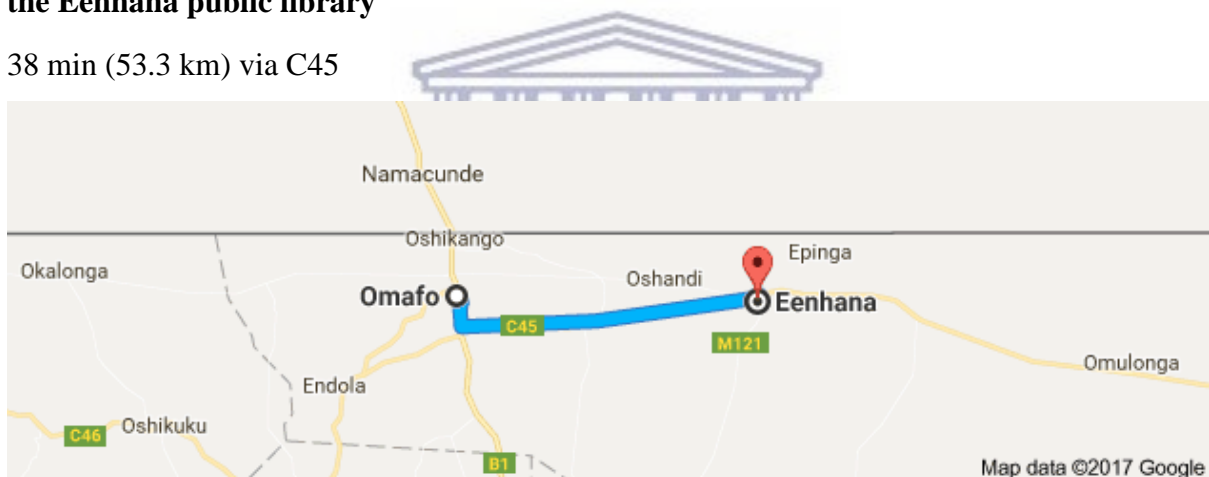 the Eenhana public library
38 min (53.3 km) via C45
Namacunde
Oshikango
Epinga
Okalonga
Oshandi
Omafo
Eenhana
C45
M121
Omulonga
Endola
Oshikuku
C46
B1
Map data ©2017 Google